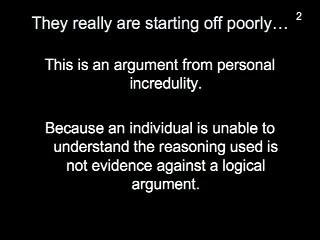 2
They really are starting off poorly…
This is an argument from personal
incredulity.
Because an individual is unable to
understand the reasoning used is
not evidence against a logical
argument.